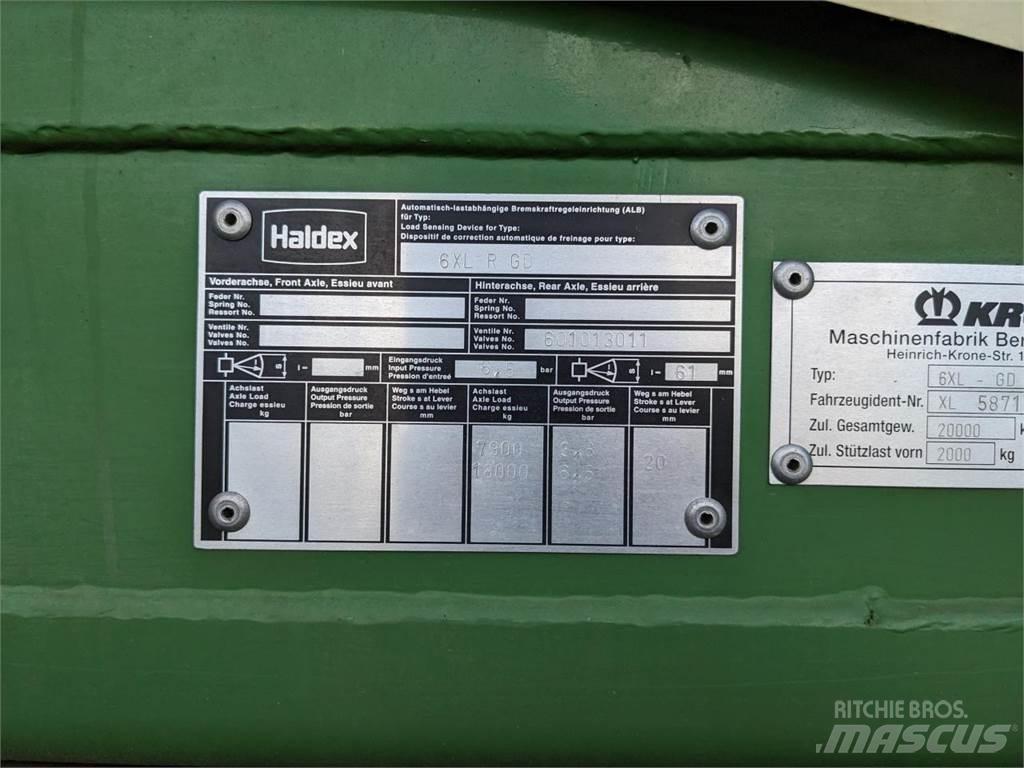 Haldex
Automatisch-lastabhängige Bremskraftregeleinrichtung (ALB)
für Typ:
Load Sensing Device for Type:
Dispositif de correction automatique de freinage pour type:
6XL R GD
Vorderachse, Front Axle, Essieu avant
Hinterachse, Rear Axle, Essieu arrière
Feder Nr.
Spring No.
Ressort No.
Feder Nr.
Spring No.
Ressort No.
Ventile Nr.
Valves No.
Valves No.
Ventile Nr.
Valves No.
Valves No.
601013011
s
l =
mm
Eingangsdruck
Input Pressure
Pression d'entreé
6,5
bar
s
l =
61
mm
Achslast
Axle Load
Charge essieu
kg
Ausgangsdruck
Output Pressure
Pression de sortie
bar
Weg s am Hebel
Stroke s at Lever
Course s au levier
mm
Achslast
Axle Load
Charge essieu
kg
Ausgangsdruck
Output Pressure
Pression de sortie
bar
Weg s am Hebel
Stroke s at Lever
Course s au levier
mm
18000 6,5
20
KR
Maschinenfabrik Ber
Heinrich-Krone-Str. 1
Typ: 6XL - GD
Fahrzeugident-Nr. XL 5871
Zul. Gesamtgew. 20000 k
Zul. Stützlast vorn 2000 kg
RITCHIE BROS.
MASCUS